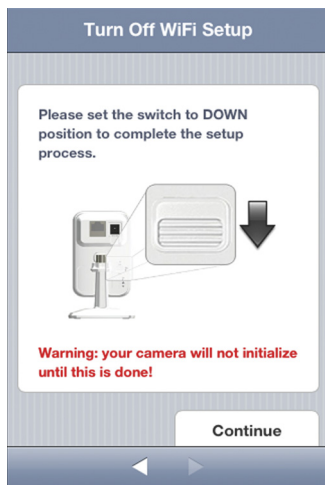 Turn Off WiFi Setup
Please set the switch to DOWN
position to complete the setup
process.
Warning: your camera will not initialize
until this is done!
Continue